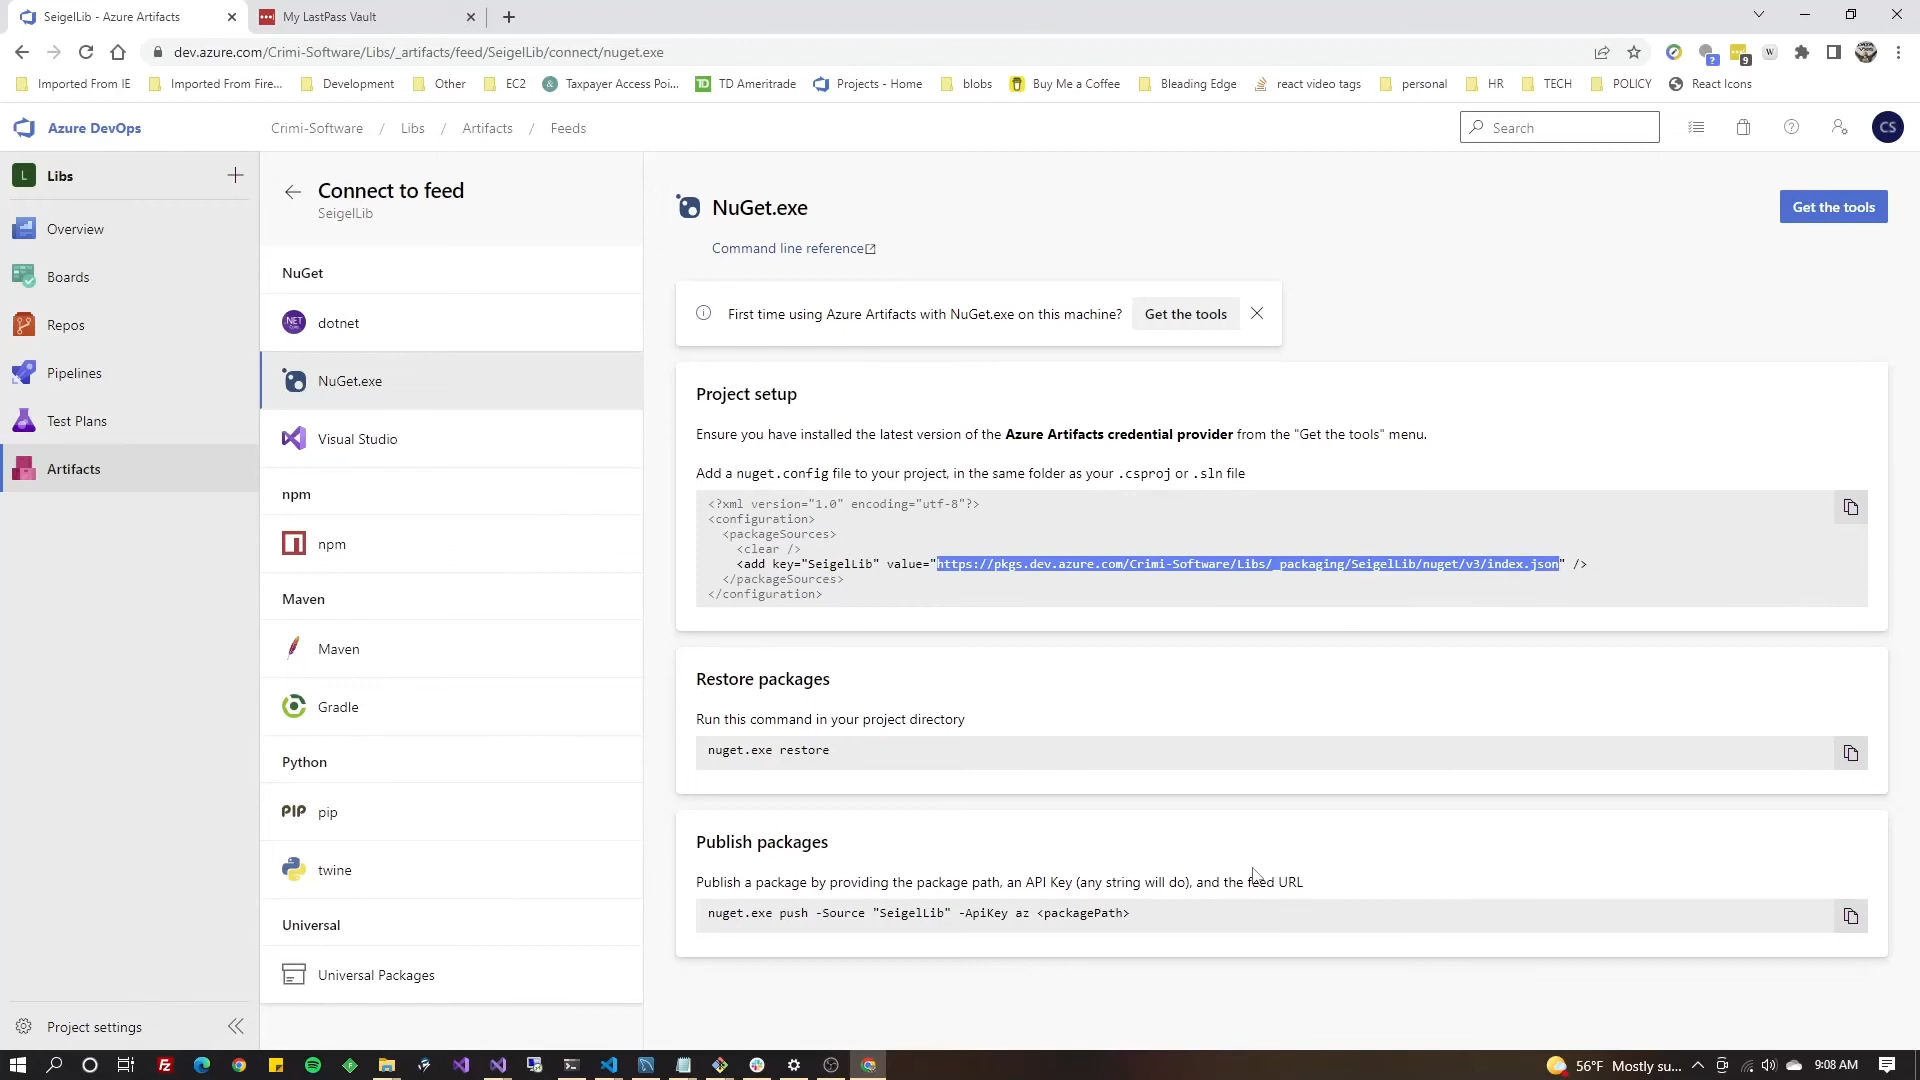 SeigelLib - Azure Artifacts
My LastPass Vault
dev.azure.com/Crimi-Software/Libs/_artifacts/feed/SeigelLib/connect/nuget.exe
?
9
W
Imported From IE
Imported From Fire...
Development
Other
EC2
Taxpayer Access Poi...
TD Ameritrade
Projects - Home
blobs
Buy Me a Coffee
Bleading Edge
react video tags
personal
HR
TECH
POLICY
React Icons
Azure DevOps
Crimi-Software / Libs / Artifacts / Feeds
Search
CS
L
Libs
Overview
Boards
Repos
Pipelines
Test Plans
Artifacts
Project settings
Connect to feed
SeigelLib
NuGet
dotnet
NuGet.exe
Visual Studio
npm
npm
Maven
Maven
Gradle
Python
PIP pip
twine
Universal
Universal Packages
NuGet.exe
Get the tools
Command line reference
First time using Azure Artifacts with NuGet.exe on this machine?
Get the tools
Project setup
Ensure you have installed the latest version of the Azure Artifacts credential provider from the "Get the tools" menu.
Add a nuget.config file to your project, in the same folder as your .csproj or .sln file
<?xml version="1.0" encoding="utf-8"?>
<configuration>
<packageSources>
<clear />
<add key="SeigelLib" value="https://pkgs.dev.azure.com/Crimi-Software/Libs/_packaging/SeigelLib/nuget/v3/index.json" />
</packageSources>
</configuration>
Restore packages
Run this command in your project directory
nuget.exe restore
Publish packages
Publish a package by providing the package path, an API Key (any string will do), and the feed URL
nuget.exe push -Source "SeigelLib" -ApiKey az <packagePath>
56°F Mostly su...
9:08 AM